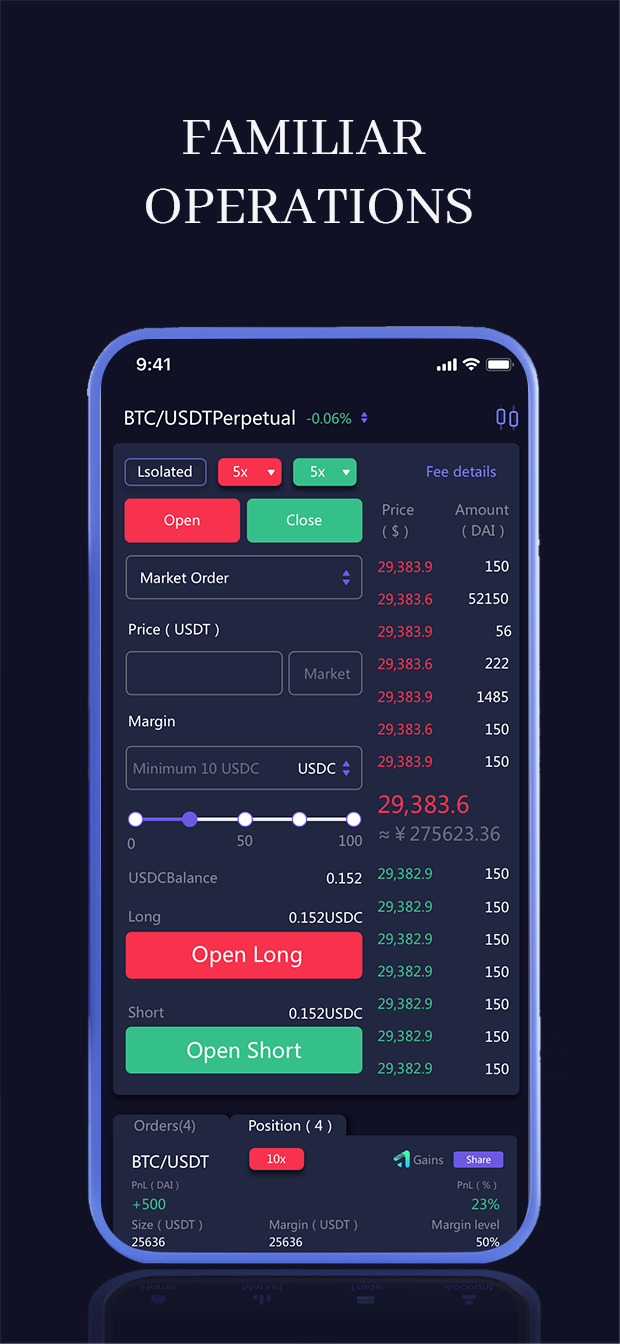 FAMILIAR
OPERATIONS
9:41
BTC/USDTPerpetual -0.06%
Lsolated 5x 5x Fee details
Open Close
Price Amount
( $ ) ( DAI )
Market Order
29,383.9 150
29,383.6 52150
Price ( USDT )
29,383.9 56
29,383.6 222
Market
29,383.9 1485
Margin
29,383.6 150
Minimum 10 USDC USDC
29,383.9 150
29,383.6
≈ ¥ 275623.36
0 50 100
USDCBalance 0.152
29,382.9 150
29,382.9 150
Long 0.152USDC
29,382.9 150
Open Long
29,382.9 150
29,382.9 150
Short 0.152USDC
29,382.9 150
Open Short
29,382.9 150
Orders(4) Position ( 4 )
BTC/USDT 10x Gains Share
PnL ( DAI ) PnL ( % )
+500 23%
Size ( USDT ) Margin ( USDT ) Margin level
25636 25636 50%
Home Market Trade Account